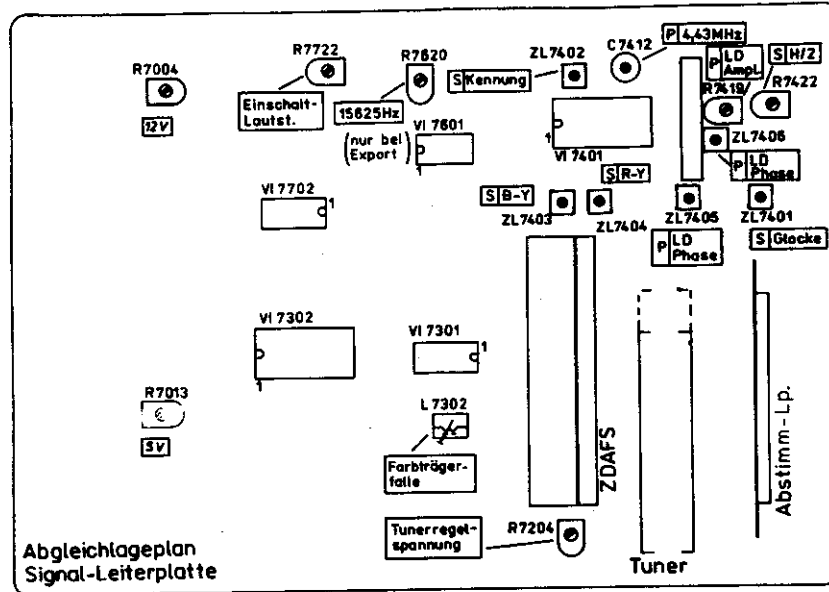 P 4,43MHz
R7722
R7620
ZL7402
C7412
P LD
Ampl.
S H/Z
R7004
S Kennung
R7419
R7422
Einschalt-
Lautst.
15625Hz
12V
(nur bei
Export)
VI 7601
1
1
VI 7401
ZL7406
P LD
Phase
S R-Y
VI 7702
1
S B-Y
ZL7403
ZL7404
ZL7405
ZL7401
P LD
Phase
S Glocke
VI 7302
1
VI 7301
1
R7013
5V
L 7302
Farbträger-
falle
ZDAFS
Abstimm-Lp.
Tunerregel-
spannung
R7204
Tuner
Abgleichlageplan
Signal-Leiterplatte